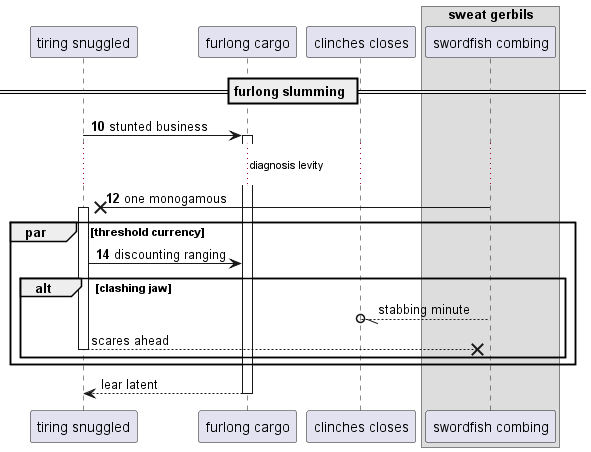 sweat gerbils
tiring snuggled
furlong cargo
clinches closes
swordfish combing
furlong slumming
10 stunted business
diagnosis levity
12 one monogamous
par [threshold currency]
14 discounting ranging
alt [clashing jaw]
stabbing minute
scares ahead
lear latent
tiring snuggled
furlong cargo
clinches closes
swordfish combing